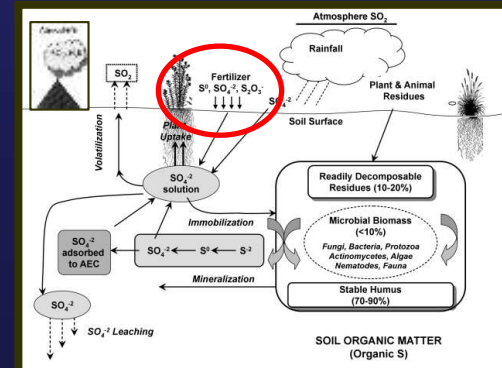 Atmosphere SO₂
Rainfall
SO₂
Fertilizer
S⁰, SO₄⁻², S₂O₃⁻
SO₄⁻²
Plant & Animal
Residues
Soil Surface
Volatilization
Plant
Uptake
SO₄⁻²
solution
Immobilization
Readily Decomposable
Residues (10-20%)
Microbial Biomass
(<10%)
Fungi, Bacteria, Protozoa
Actinomycetes, Algae
Nematodes, Fauna
SO₄⁻²
adsorbed
to AEC
SO₄⁻² S⁰ S⁻²
Mineralization
Stable Humus
(70-90%)
SO₄⁻²
SO₄⁻² Leaching
SOIL ORGANIC MATTER
(Organic S)